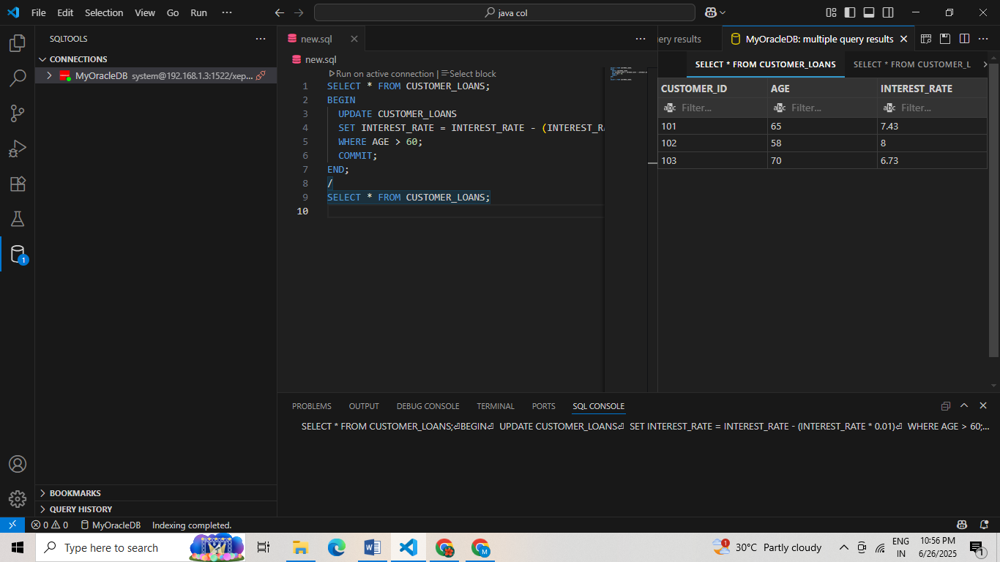 File Edit Selection View Go Run ··· java col
SQLTOOLS
CONNECTIONS
MyOracleDB system@192.168.1.3:1522/xep...
BOOKMARKS
QUERY HISTORY
new.sql
new.sql
Run on active connection | Select block
1 SELECT * FROM CUSTOMER_LOANS;
2 BEGIN
3 UPDATE CUSTOMER_LOANS
4 SET INTEREST_RATE = INTEREST_RATE - (INTEREST_RA
5 WHERE AGE > 60;
6 COMMIT;
7 END;
8 /
9 SELECT * FROM CUSTOMER_LOANS;
10
ery results MyOracleDB: multiple query results
SELECT * FROM CUSTOMER_LOANS SELECT * FROM CUSTOMER_L
CUSTOMER_ID AGE INTEREST_RATE
abc Filter... abc Filter... abc Filter...
101 65 7.43
102 58 8
103 70 6.73
PROBLEMS OUTPUT DEBUG CONSOLE TERMINAL PORTS SQL CONSOLE
SELECT * FROM CUSTOMER_LOANS;⏎BEGIN⏎ UPDATE CUSTOMER_LOANS⏎ SET INTEREST_RATE = INTEREST_RATE - (INTEREST_RATE * 0.01)⏎ WHERE AGE > 60;...
1
0 0 MyOracleDB Indexing completed.
Type here to search
1 30°C Partly cloudy
ENG
IN
10:56 PM
6/26/2025
1